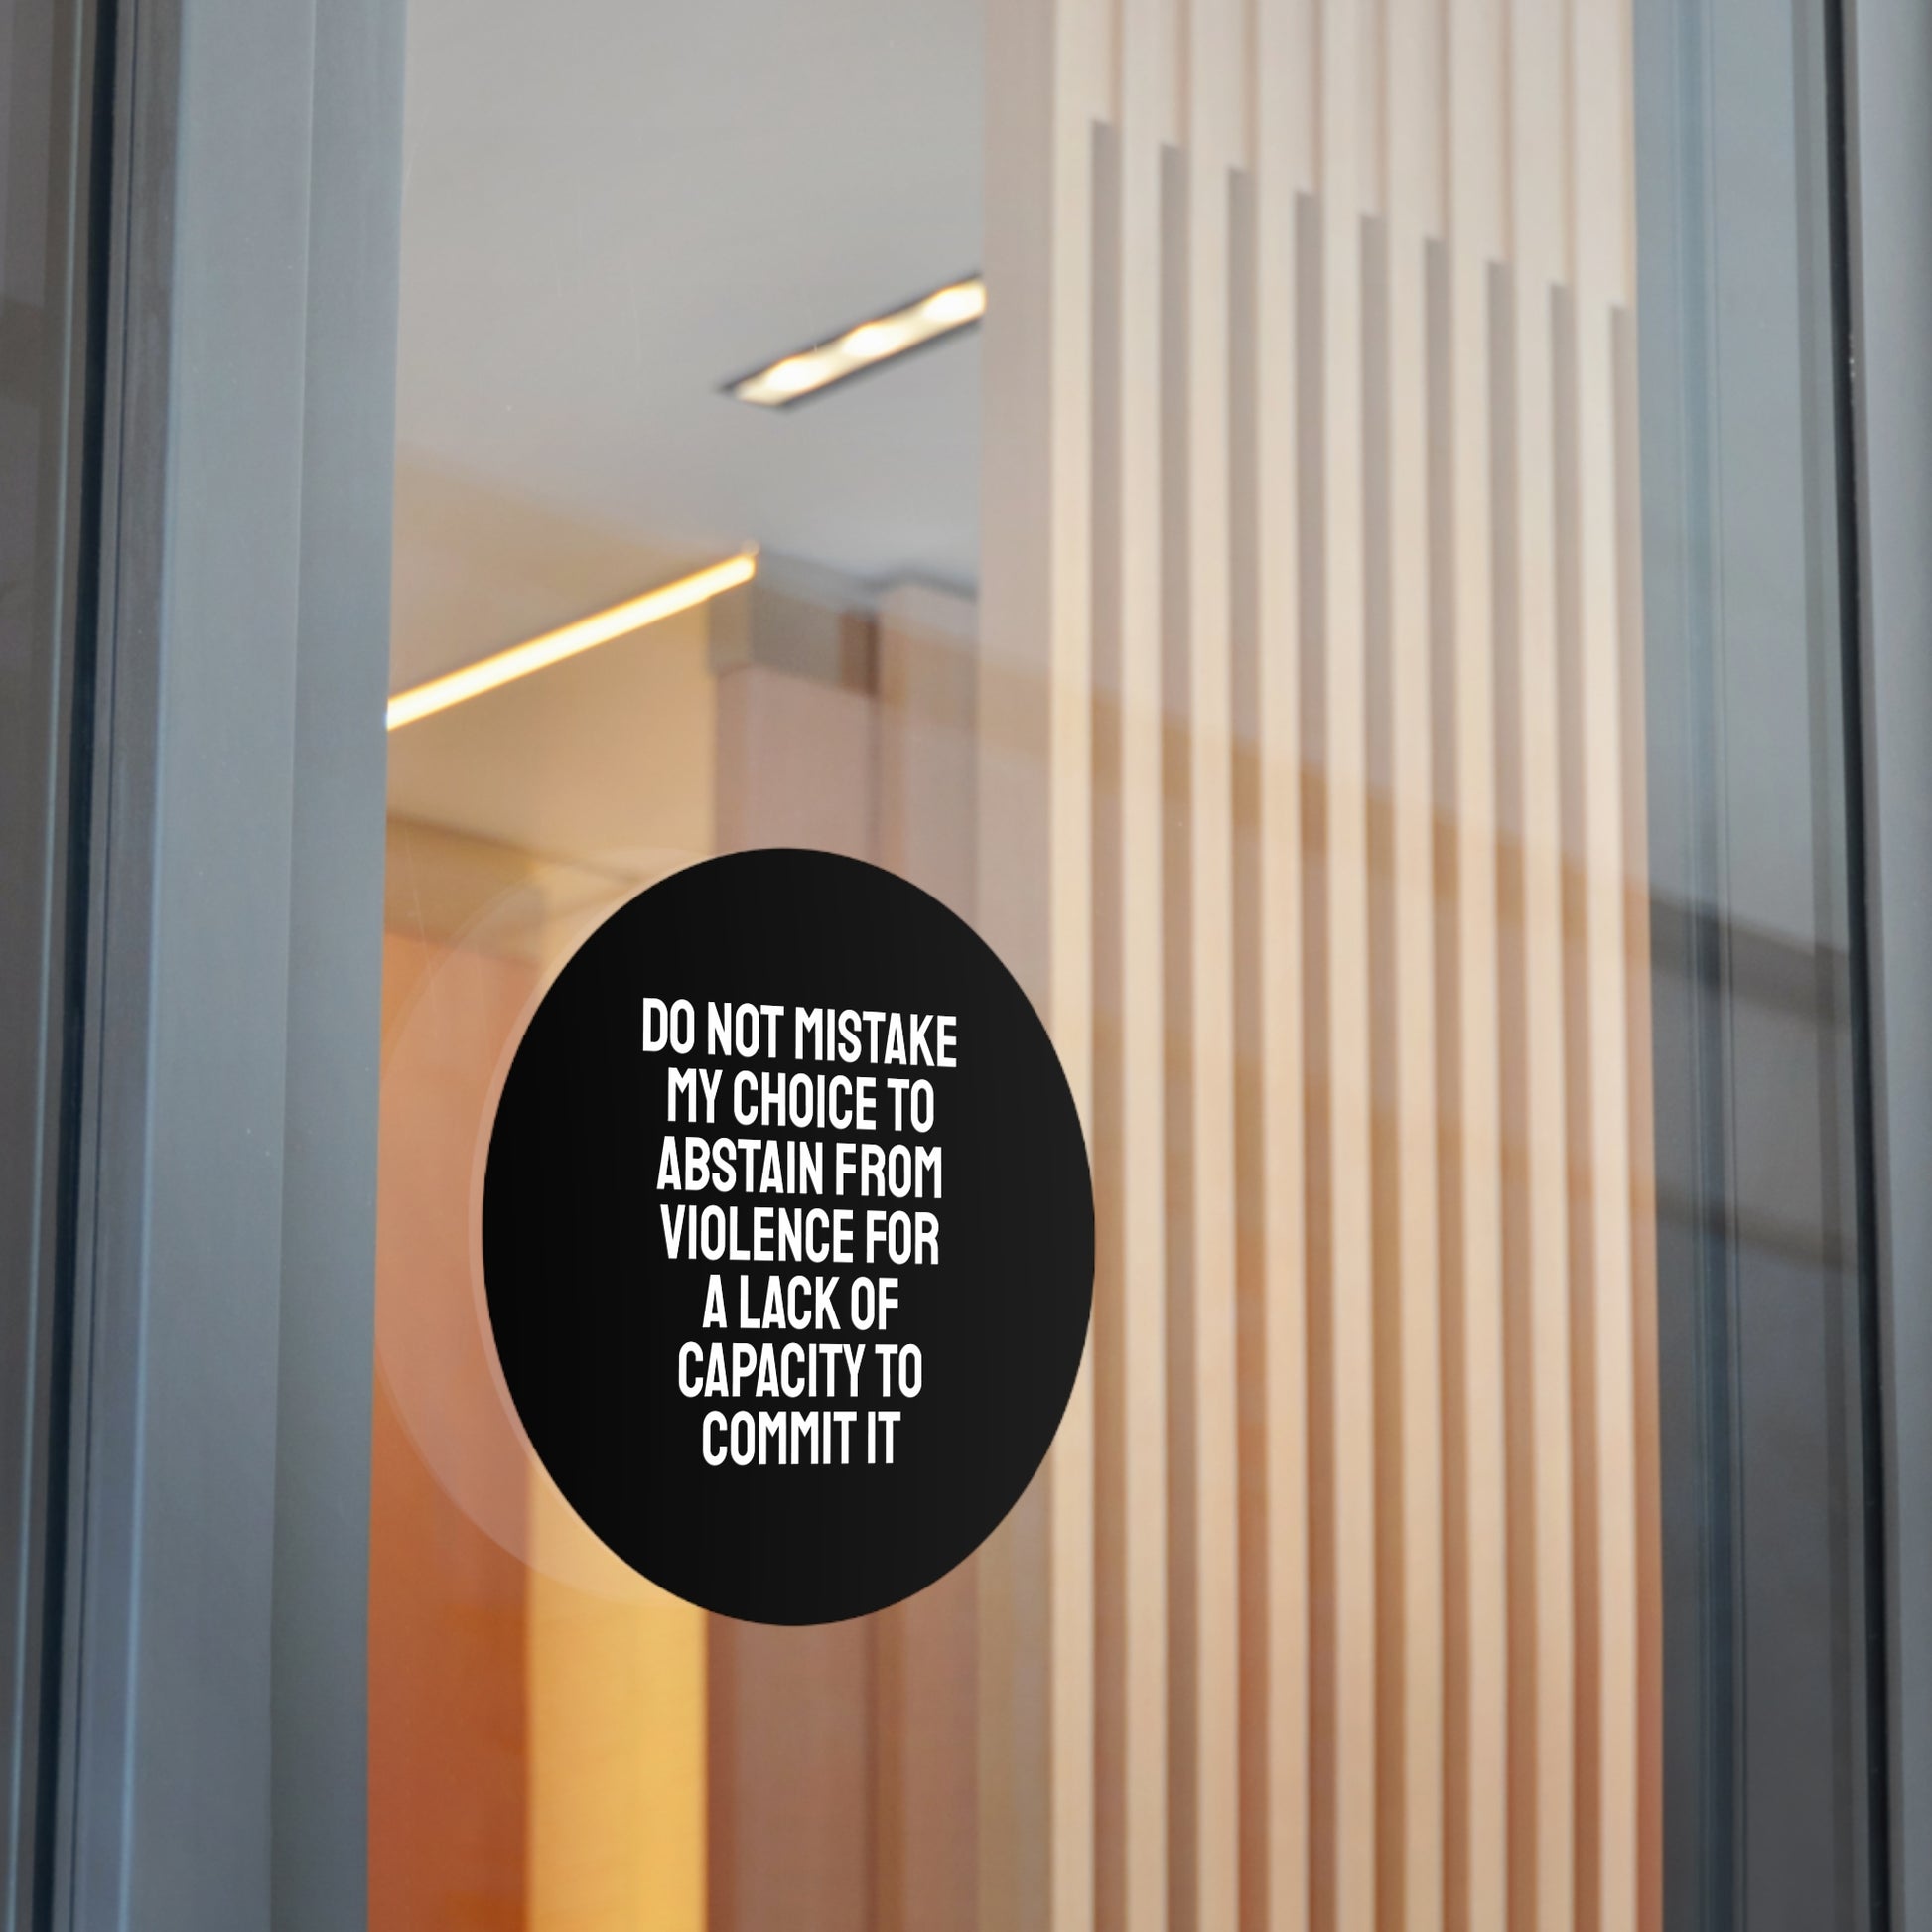 DO NOT MISTAKE
MY CHOICE TO
ABSTAIN FROM
VIOLENCE FOR
A LACK OF
CAPACITY TO
COMMIT IT